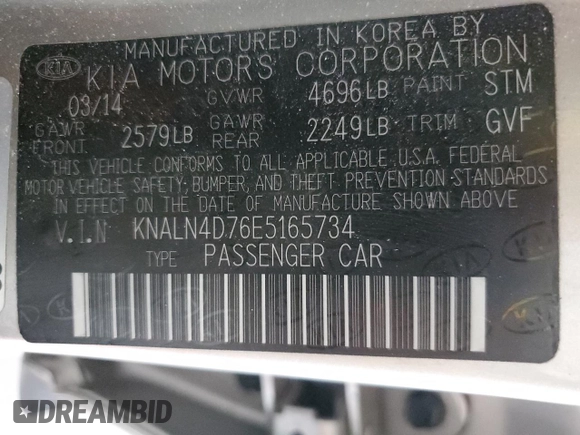 MANUFACTURED IN KOREA BY
KIA KIA MOTORS CORPORATION
03/14 GVWR 4696LB PAINT STM
GAWR FRONT 2579LB GAWR REAR 2249LB TRIM GVF
THIS VEHICLE CONFORMS TO ALL APPLICABLE U.S.A. FEDERAL
MOTOR VEHICLE SAFETY, BUMPER, AND THEFT PREVENTION STANDARDS
IN EFFECT ON THE DATE OF MANUFACTURE SHOWN ABOVE
V.I.N KNALN4D76E5165734
TYPE PASSENGER CAR
DREAMBID